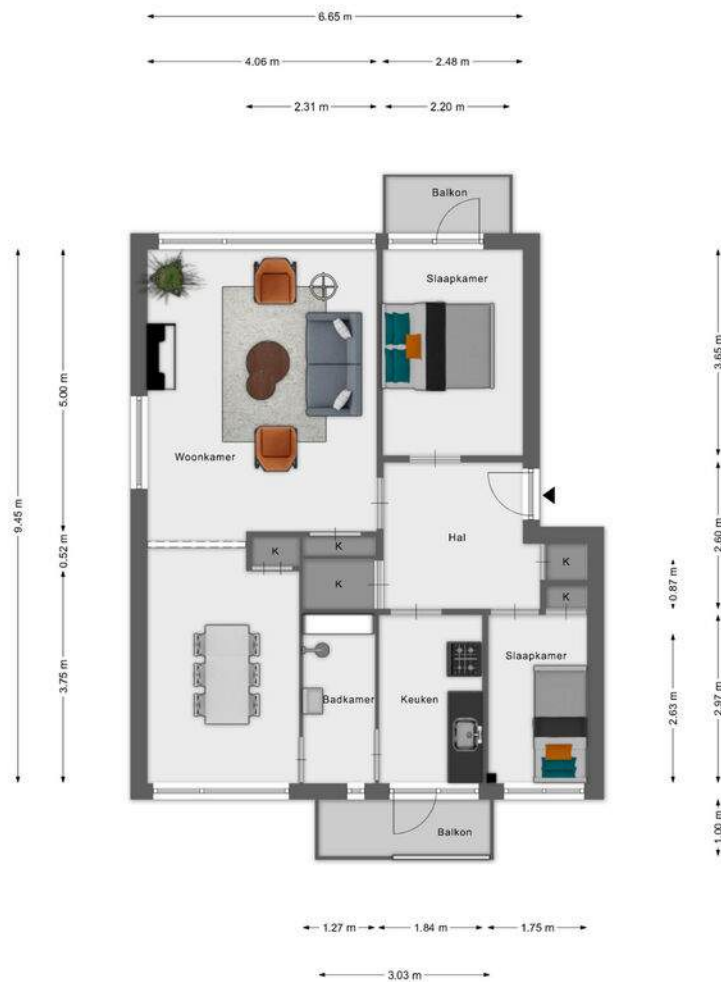 6.65 m
4.06 m
2.48 m
2.31 m
2.20 m
Balkon
Slaapkamer
3.65 m
5.00 m
Woonkamer
9.45 m
0.52 m
K
K
Hal
K
K
K
2.60 m
0.87 m
Slaapkamer
3.75 m
Badkamer
Keuken
2.63 m
2.97 m
Balkon
1.00 m
1.27 m
1.84 m
1.75 m
3.03 m